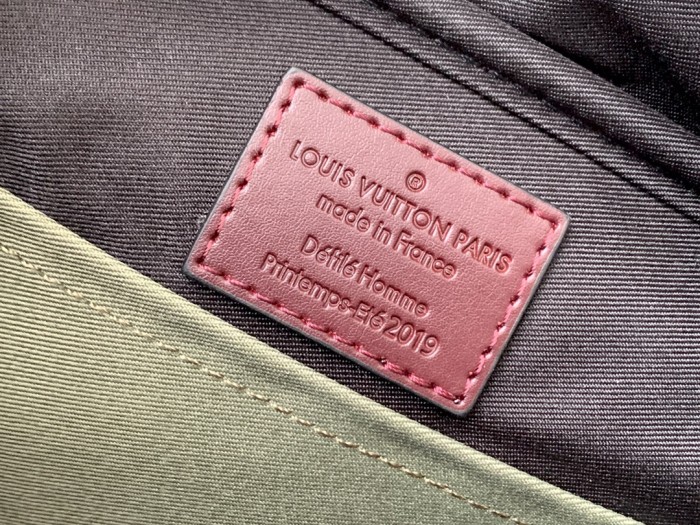 ®
LOUIS VUITTON PARIS
made in France
Défilé Homme
Printemps-Eté 2019